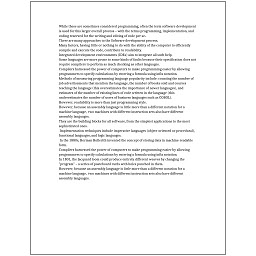 While these are sometimes considered programming, often the term software development
is used for this larger overall process – with the terms programming, implementation, and
coding reserved for the writing and editing of code per se.
There are many approaches to the Software development process.
Many factors, having little or nothing to do with the ability of the computer to efficiently
compile and execute the code, contribute to readability.
Integrated development environments (IDEs) aim to integrate all such help.
Some languages are more prone to some kinds of faults because their specification does not
require compilers to perform as much checking as other languages.
Compilers harnessed the power of computers to make programming easier by allowing
programmers to specify calculations by entering a formula using infix notation.
Methods of measuring programming language popularity include: counting the number of
job advertisements that mention the language, the number of books sold and courses
teaching the language (this overestimates the importance of newer languages), and
estimates of the number of existing lines of code written in the language (this
underestimates the number of users of business languages such as COBOL).
However, readability is more than just programming style.
However, because an assembly language is little more than a different notation for a
machine language, two machines with different instruction sets also have different
assembly languages.
They are the building blocks for all software, from the simplest applications to the most
sophisticated ones.
Implementation techniques include imperative languages (object-oriented or procedural),
functional languages, and logic languages.
In the 1880s, Herman Hollerith invented the concept of storing data in machine-readable
form.
Compilers harnessed the power of computers to make programming easier by allowing
programmers to specify calculations by entering a formula using infix notation.
In 1801, the Jacquard loom could produce entirely different weaves by changing the
"program" – a series of pasteboard cards with holes punched in them.
However, because an assembly language is little more than a different notation for a
machine language, two machines with different instruction sets also have different
assembly languages.